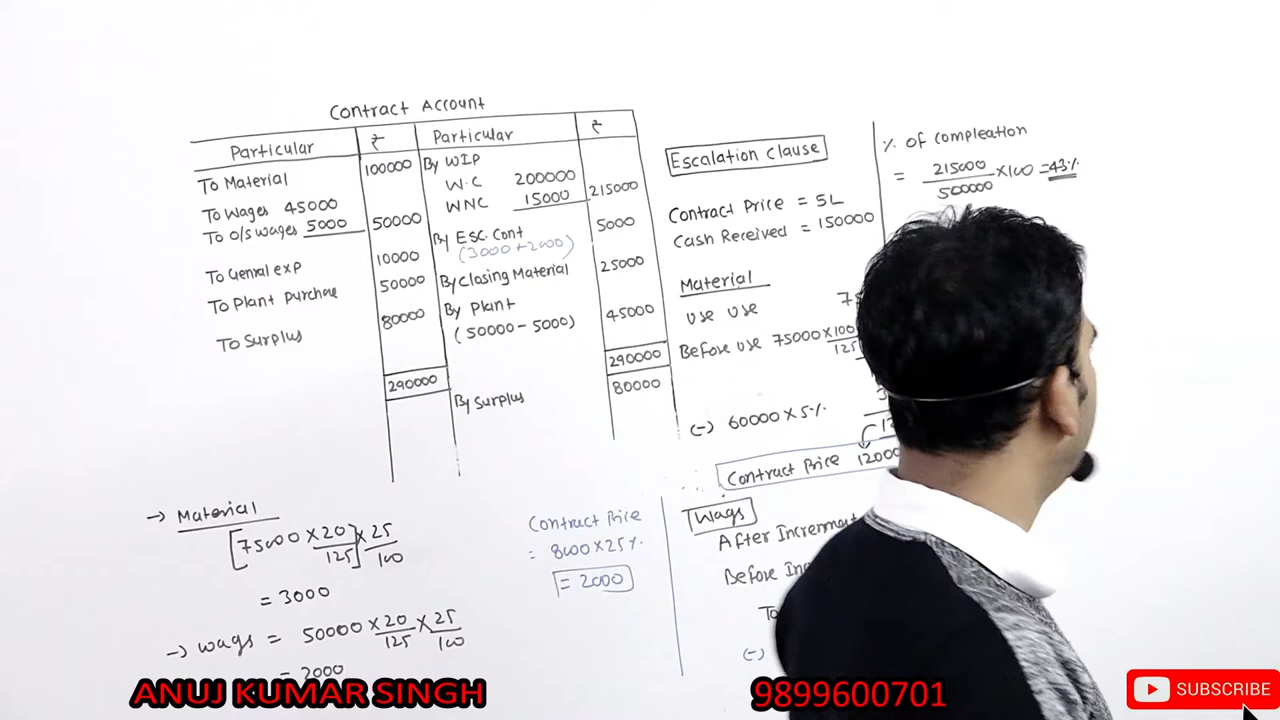 Contract Account
Particular ₹ Particular ₹
To Material 100000 By WIP
W.C 200000
WNC 15000 215000
To Wages 45000
To O/S Wages 5000 50000
By Esc. Cont 5000
(3000 + 2000)
To Genral exp 10000
By Closing Material 25000
To Plant Purchae 50000
By Plant 45000
(50000 - 5000)
To Surplus 80000
290000 290000
By Surplus 80000
→ Material
[75000 × 20/125] × 25/100
= 3000
→ Wags = 50000 × 20/125 × 25/100
= 2000
Contract Price
= 8000 × 25%
= 2000
Escalation Clause
Contract Price = 5L
Cash Received = 150000
Material
Use Use
Before Use 75000 × 100/125
(-) 60000 × 5%
Contract Price
Wags
After
Before
(-)
% of Compleation
= 215000/500000 × 100 = 43%
ANUJ KUMAR SINGH
9899600701
SUBSCRIBE